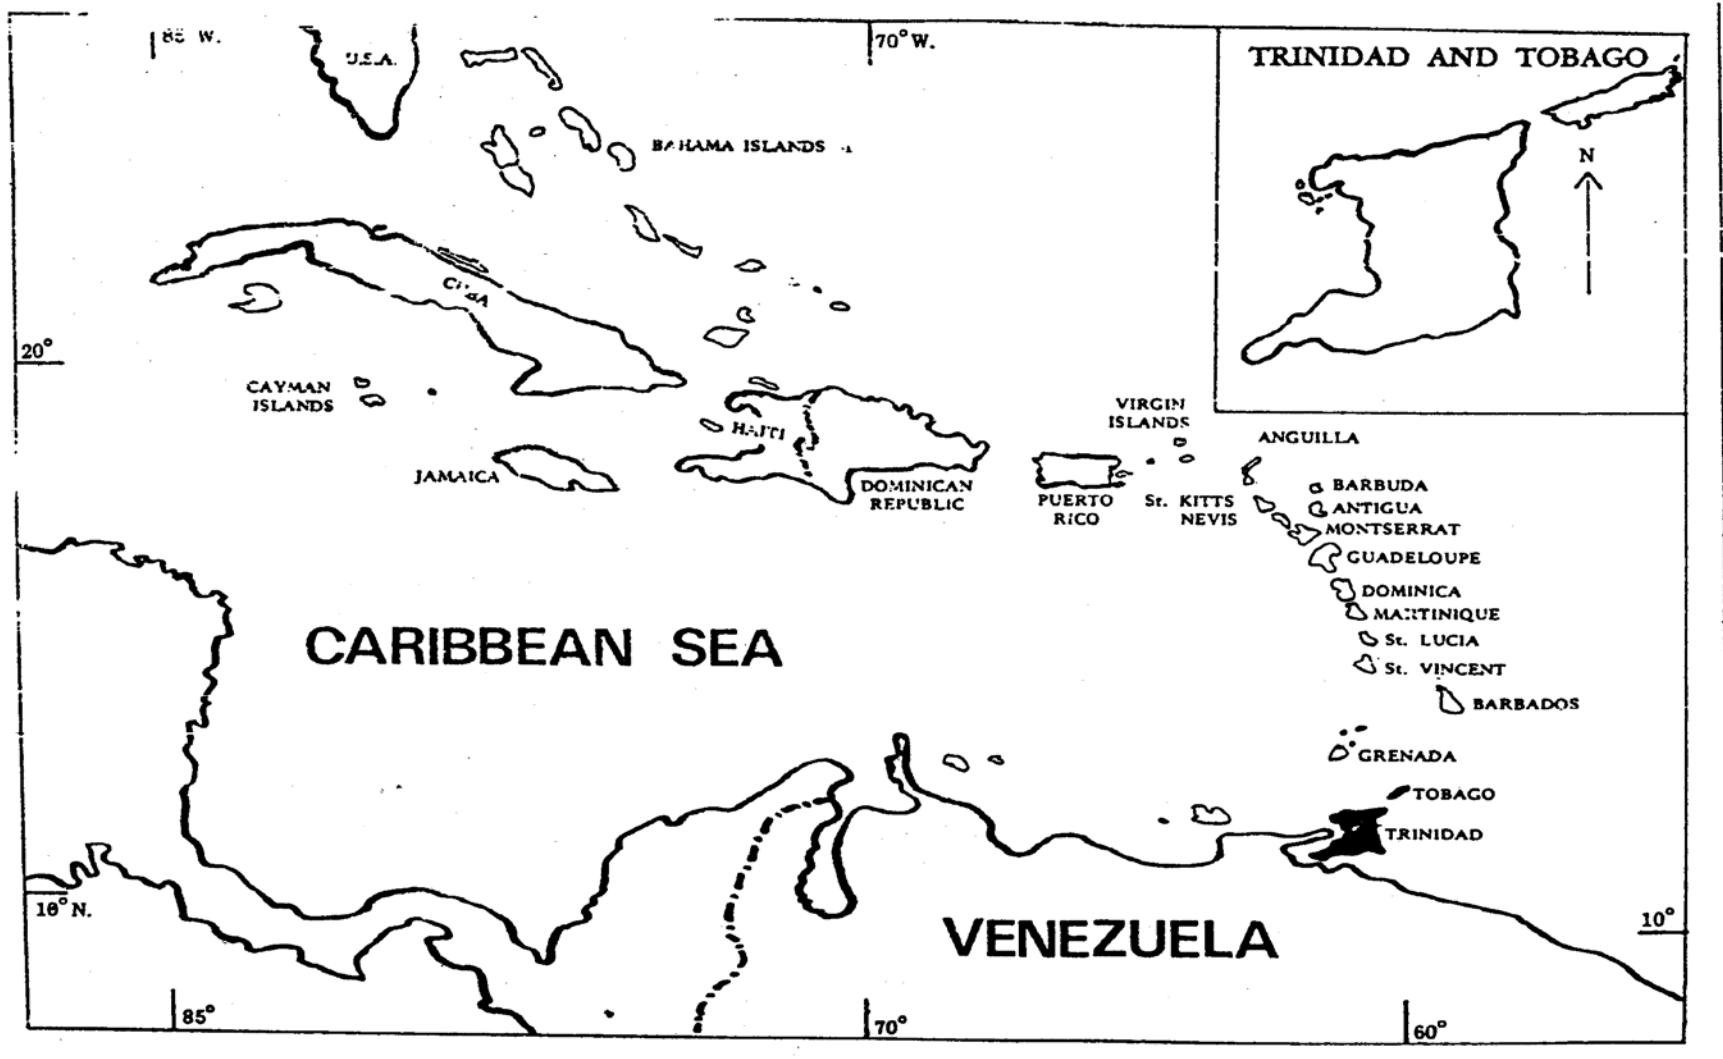 85 W.
70°W.
U.S.A.
TRINIDAD AND TOBAGO
BAHAMA ISLANDS
N
CUBA
20°
CAYMAN
ISLANDS
VIRGIN
ISLANDS
ANGUILLA
HAITI
JAMAICA
DOMINICAN
REPUBLIC
PUERTO
RICO
St. KITTS
NEVIS
BARBUDA
ANTIGUA
MONTSERRAT
GUADELOUPE
DOMINICA
MARTINIQUE
St. LUCIA
St. VINCENT
CARIBBEAN SEA
BARBADOS
GRENADA
TOBAGO
TRINIDAD
10°N.
VENEZUELA
10°
85°
70°
60°